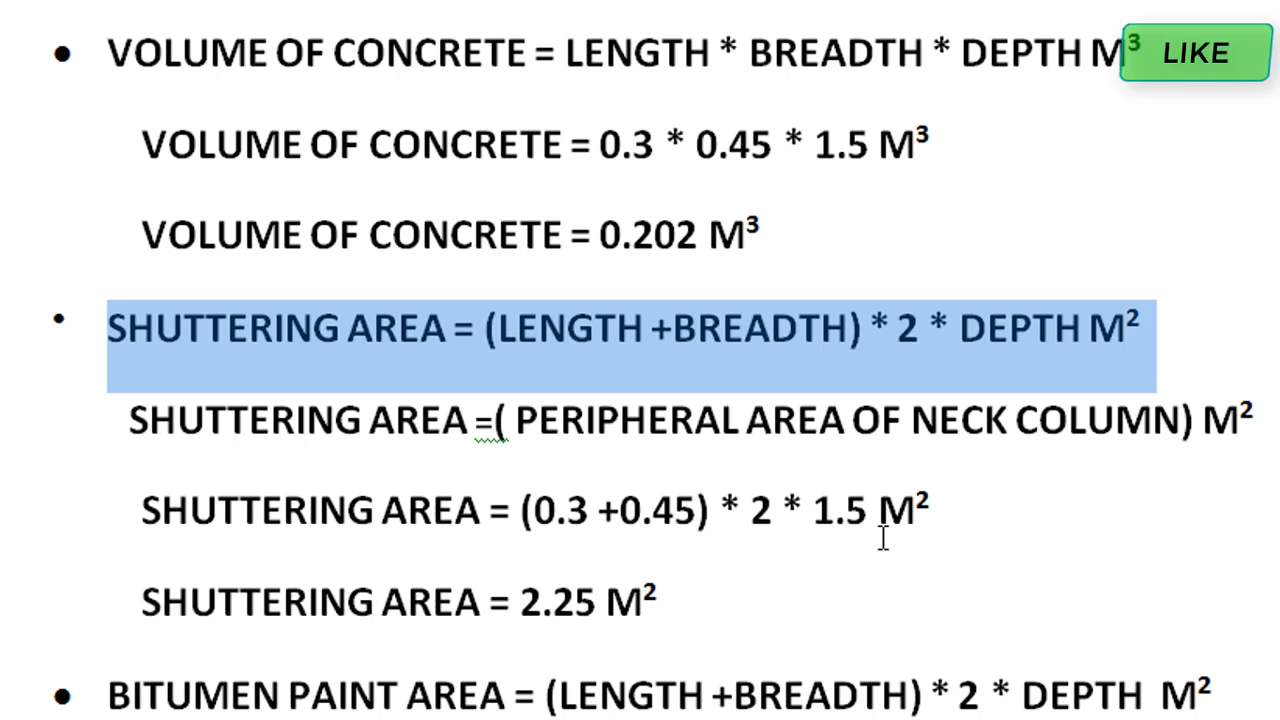 • VOLUME OF CONCRETE = LENGTH * BREADTH * DEPTH M³ LIKE
VOLUME OF CONCRETE = 0.3 * 0.45 * 1.5 M³
VOLUME OF CONCRETE = 0.202 M³
• SHUTTERING AREA = (LENGTH +BREADTH) * 2 * DEPTH M²
SHUTTERING AREA =( PERIPHERAL AREA OF NECK COLUMN) M²
SHUTTERING AREA = (0.3 +0.45) * 2 * 1.5 M²
SHUTTERING AREA = 2.25 M²
• BITUMEN PAINT AREA = (LENGTH +BREADTH) * 2 * DEPTH M²